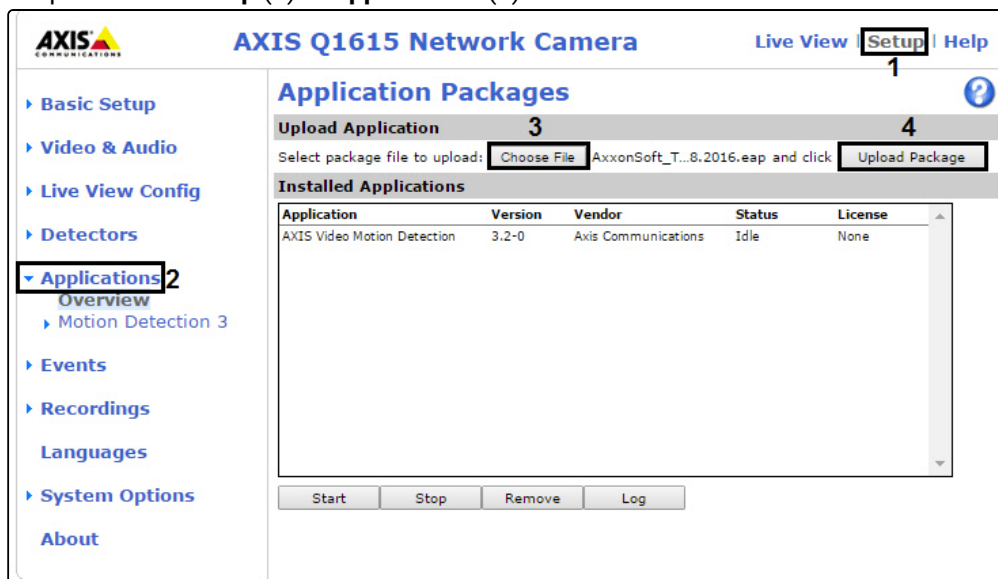 AXIS COMMUNICATIONS
AXIS Q1615 Network Camera
Live View | Setup | Help
1
Basic Setup
Video & Audio
Live View Config
Detectors
Applications 2
Overview
Motion Detection 3
Events
Recordings
Languages
System Options
About
Application Packages
Upload Application 3 4
Select package file to upload: Choose File AxxonSoft_T...8.2016.eap and click Upload Package
Installed Applications
Application Version Vendor Status License
AXIS Video Motion Detection 3.2-0 Axis Communications Idle None
Start Stop Remove Log